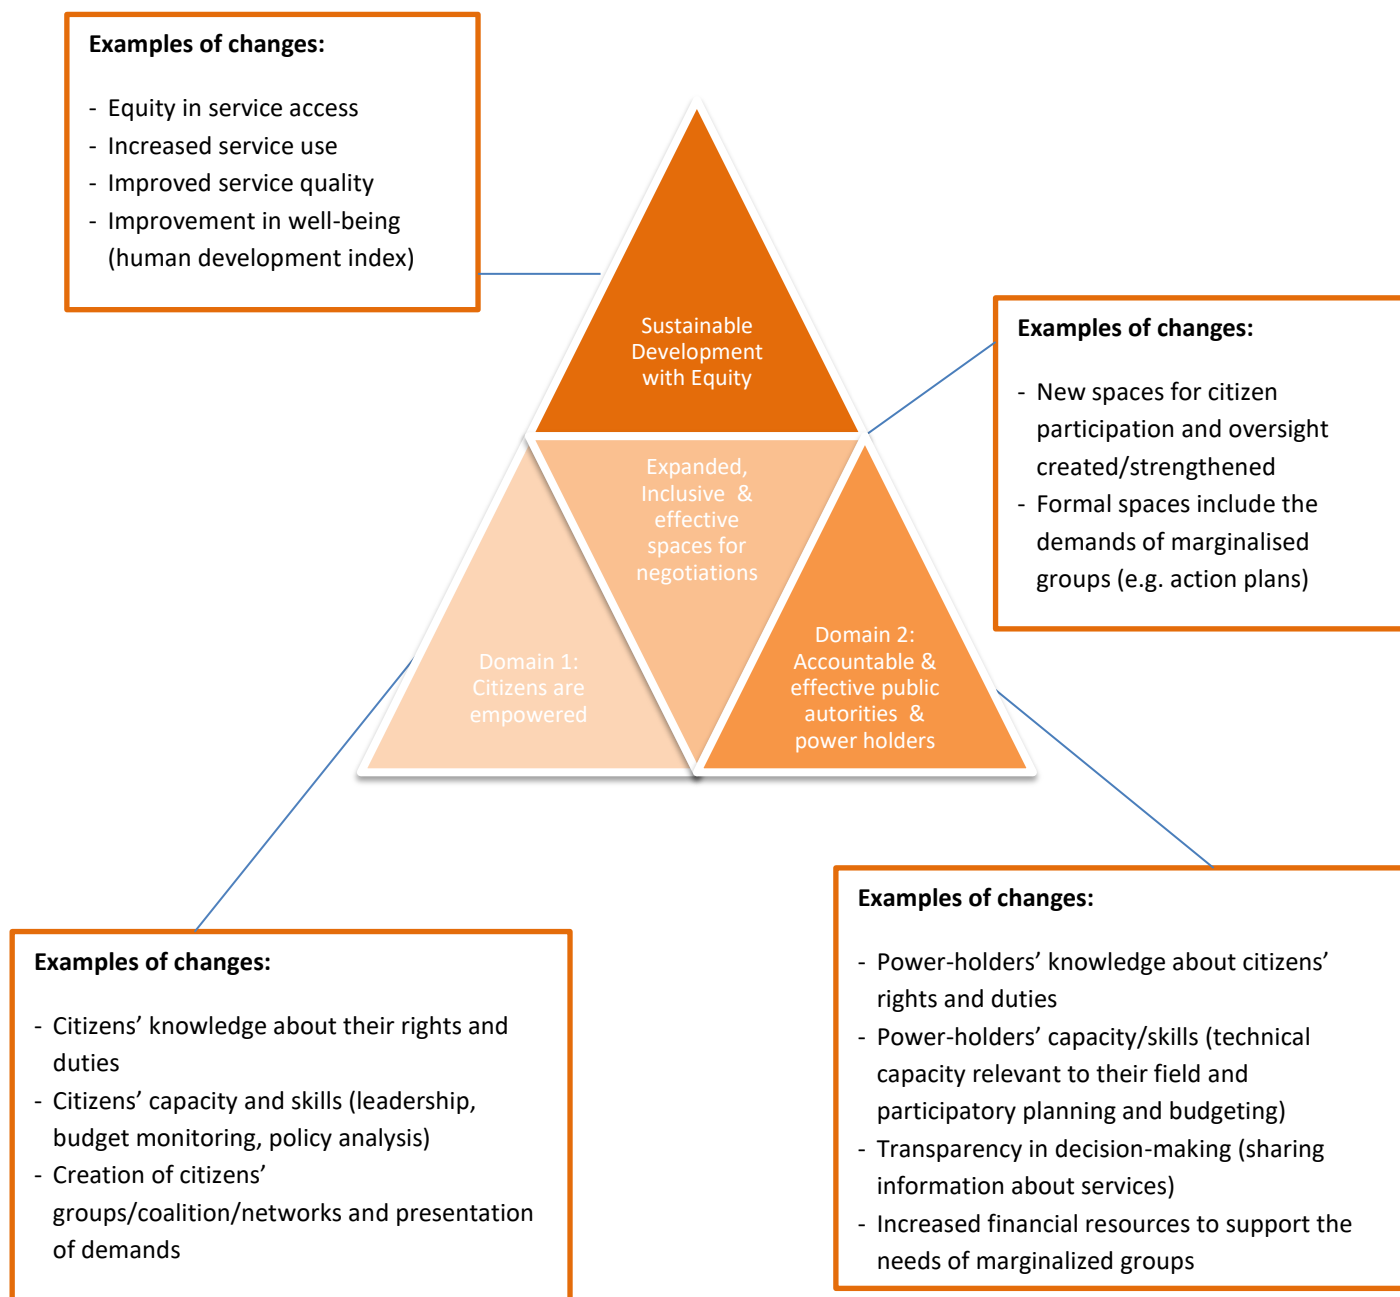 Examples of changes:
- Equity in service access
- Increased service use
- Improved service quality
- Improvement in well-being
(human development index)
Sustainable
Development
with Equity
Examples of changes:
- New spaces for citizen
participation and oversight
created/strengthened
- Formal spaces include the
demands of marginalised
groups (e.g. action plans)
Expanded,
Inclusive & 
effective
spaces for
negotiations
Domain 1:
Citizens are
empowered
Domain 2:
Accountable &
effective public
autorities &
power holders
Examples of changes:
- Citizens’ knowledge about their rights and
duties
- Citizens’ capacity and skills (leadership,
budget monitoring, policy analysis)
- Creation of citizens’
groups/coalition/networks and presentation
of demands
Examples of changes:
- Power-holders’ knowledge about citizens’
rights and duties
- Power-holders’ capacity/skills (technical
capacity relevant to their field and
participatory planning and budgeting)
- Transparency in decision-making (sharing
information about services)
- Increased financial resources to support the
needs of marginalized groups